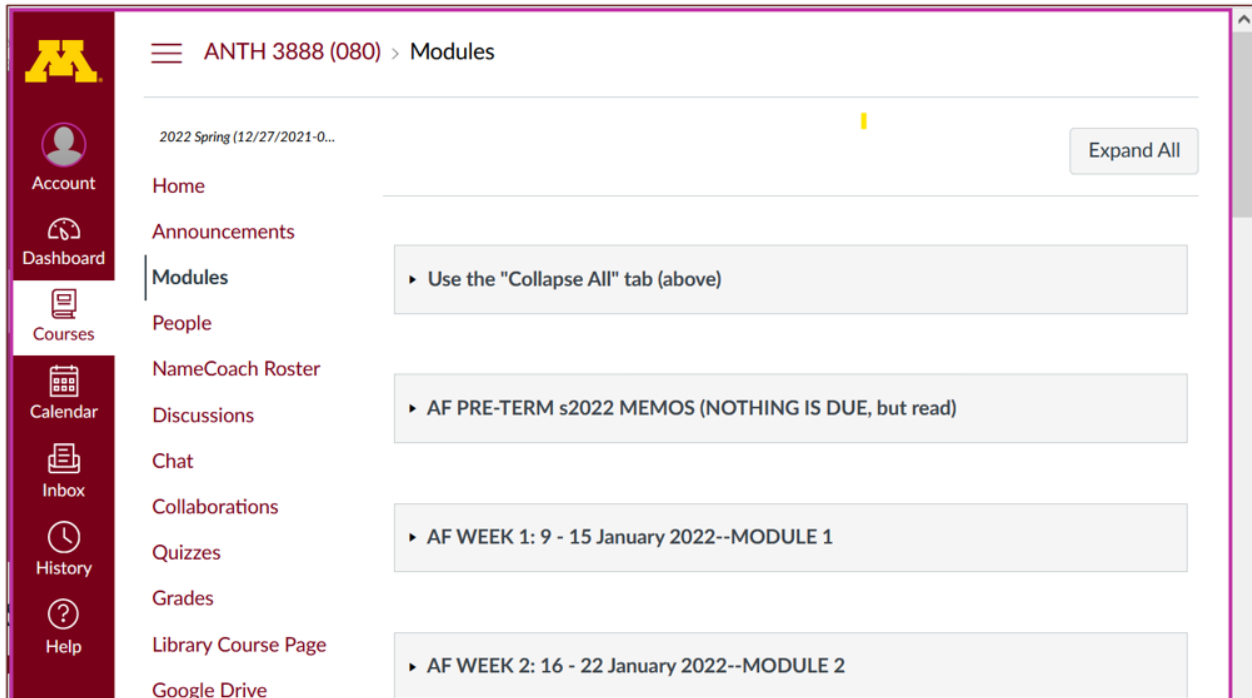 M
ANTH 3888 (080) > Modules
2022 Spring (12/27/2021-0...
Expand All
Account
Dashboard
Courses
Calendar
Inbox
History
Help
Home
Announcements
Modules
People
NameCoach Roster
Discussions
Chat
Collaborations
Quizzes
Grades
Library Course Page
Google Drive
Use the "Collapse All" tab (above)
AF PRE-TERM s2022 MEMOS (NOTHING IS DUE, but read)
AF WEEK 1: 9 - 15 January 2022--MODULE 1
AF WEEK 2: 16 - 22 January 2022--MODULE 2